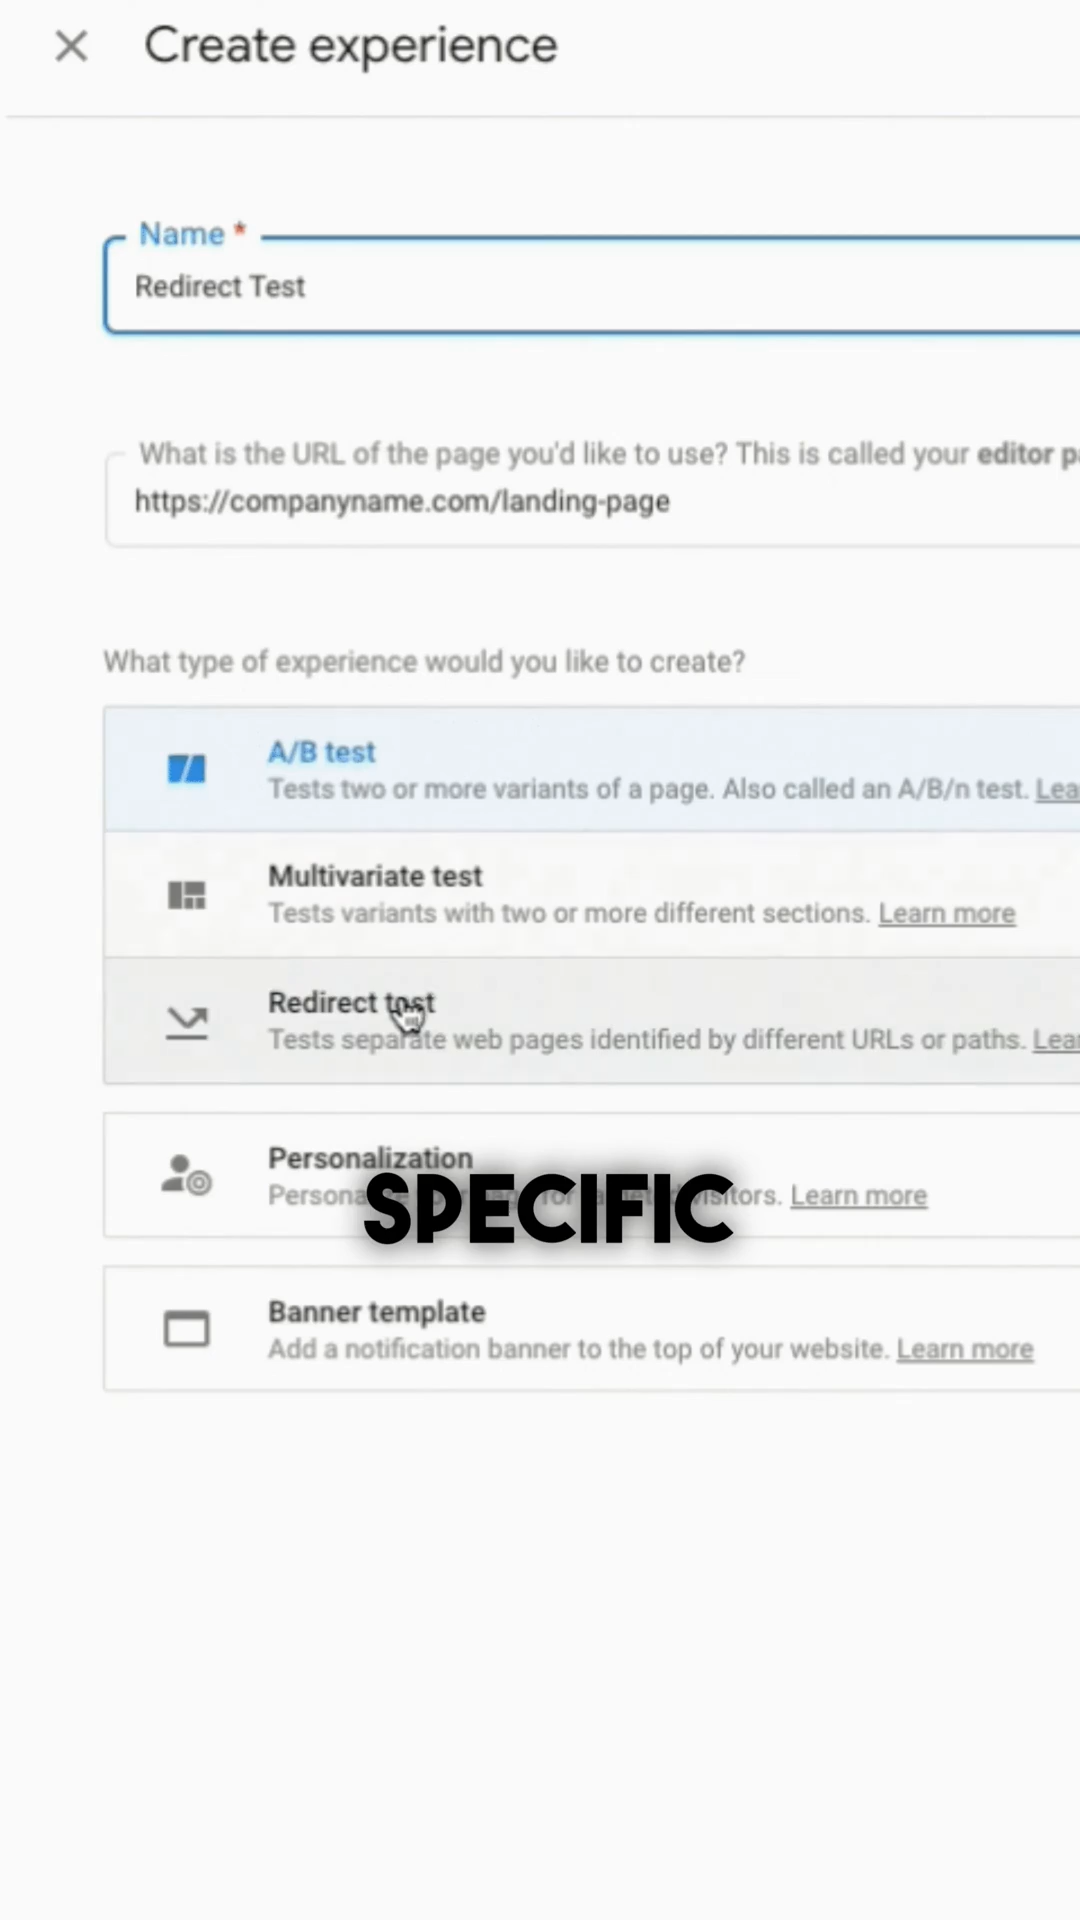 Create experience
Name *
Redirect Test
What is the URL of the page you'd like to use? This is called your editor
https://companyname.com/landing-page
What type of experience would you like to create?
A/B test
Tests two or more variants of a page. Also called an A/B/n test.
Multivariate test
Tests variants with two or more different sections. Learn more
Redirect test
Tests separate web pages identified by different URLs or paths.
Personalization
visitors. Learn more
SPECIFIC
Banner template
Add a notification banner to the top of your website. Learn more